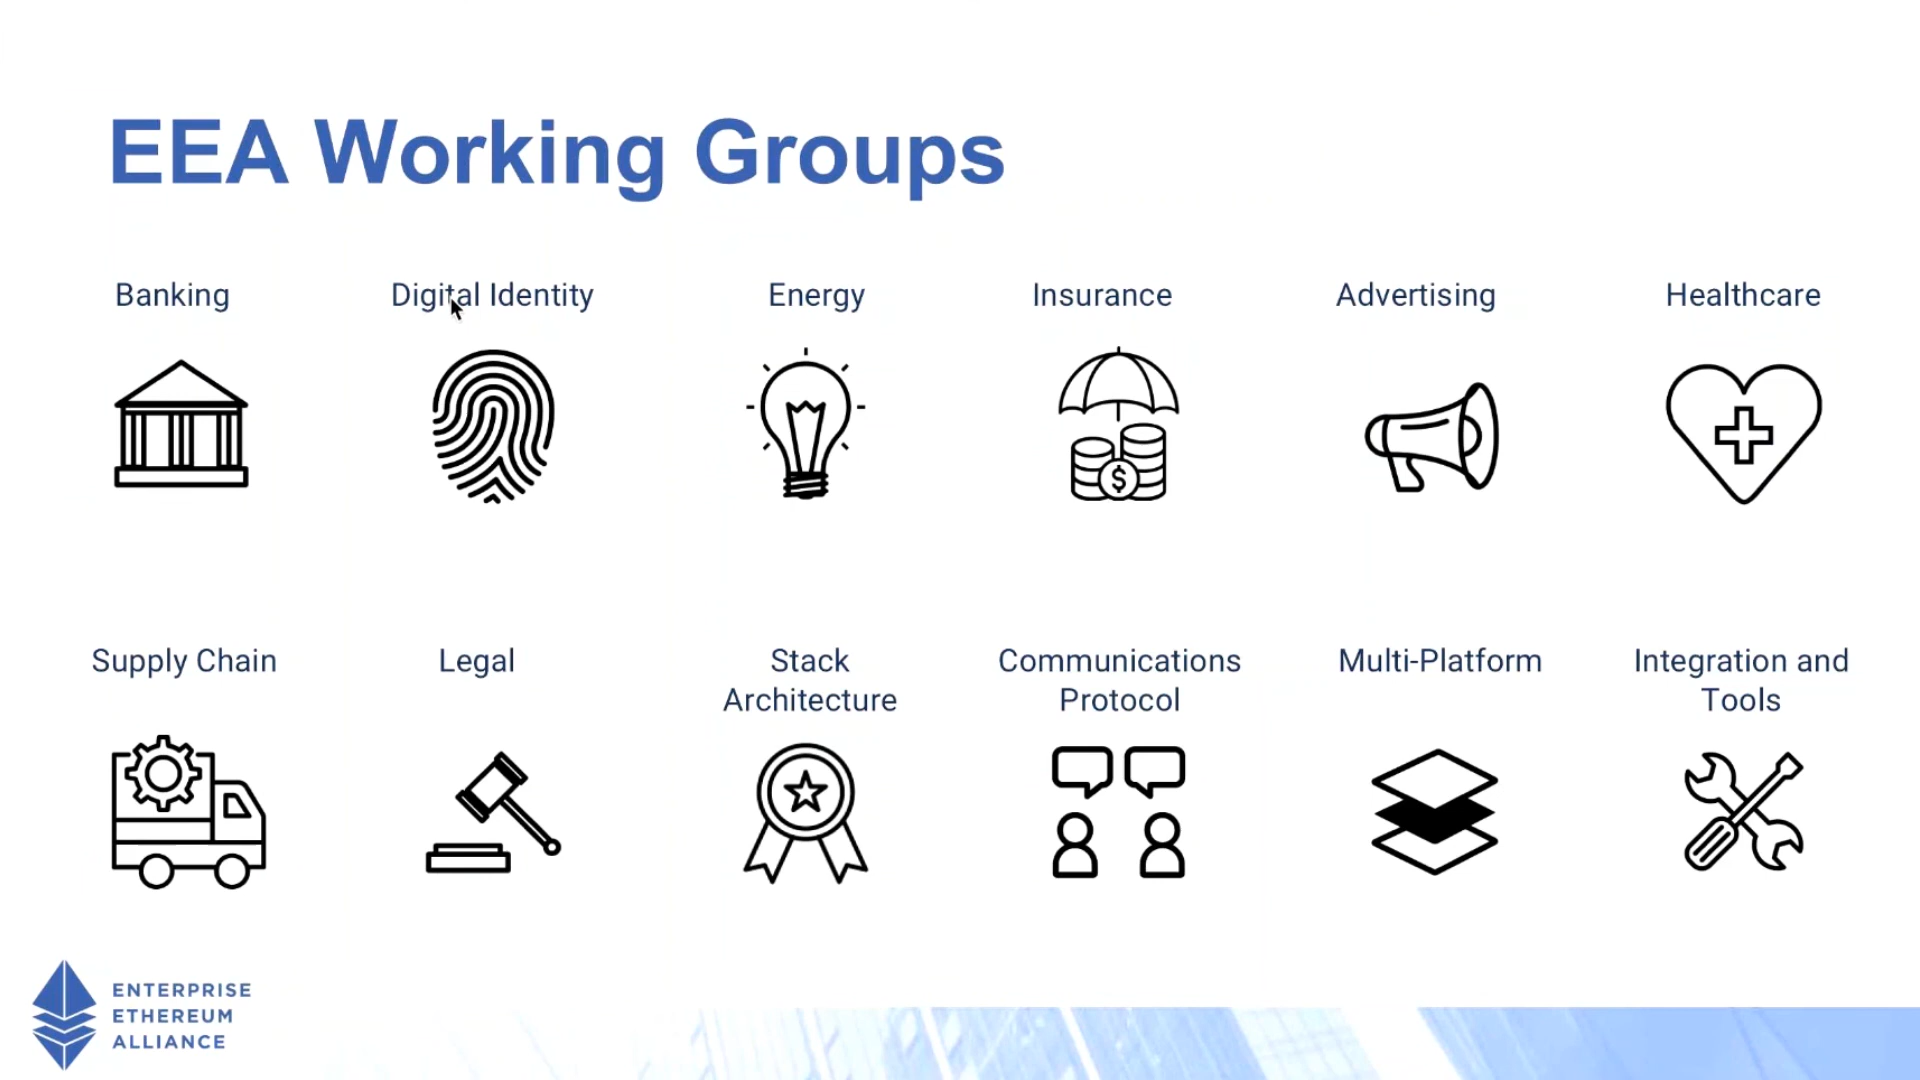 EEA Working Groups
Banking
Digital Identity
Energy
Insurance
Advertising
Healthcare
$
Supply Chain
Legal
Stack
Architecture
Communications
Protocol
Multi-Platform
Integration and
Tools
ENTERPRISE
ETHEREUM
ALLIANCE